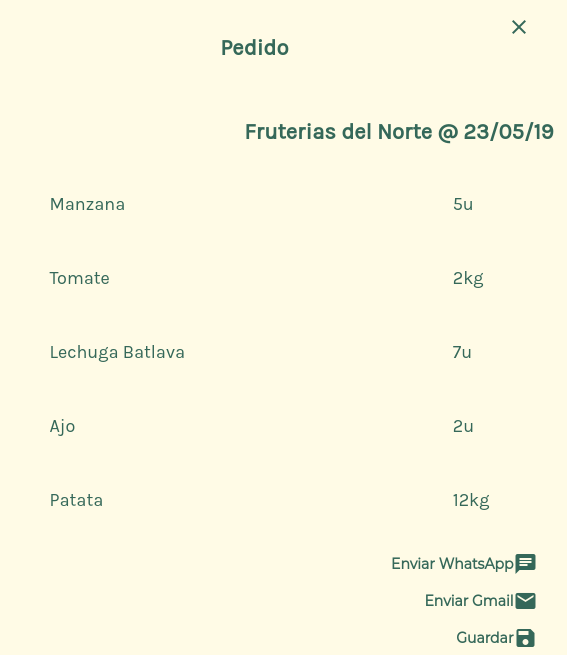 Pedido
Fruterias del Norte @ 23/05/19
Manzana 5u
Tomate 2kg
Lechuga Batlava 7u
Ajo 2u
Patata 12kg
Enviar WhatsApp
Enviar Gmail
Guardar